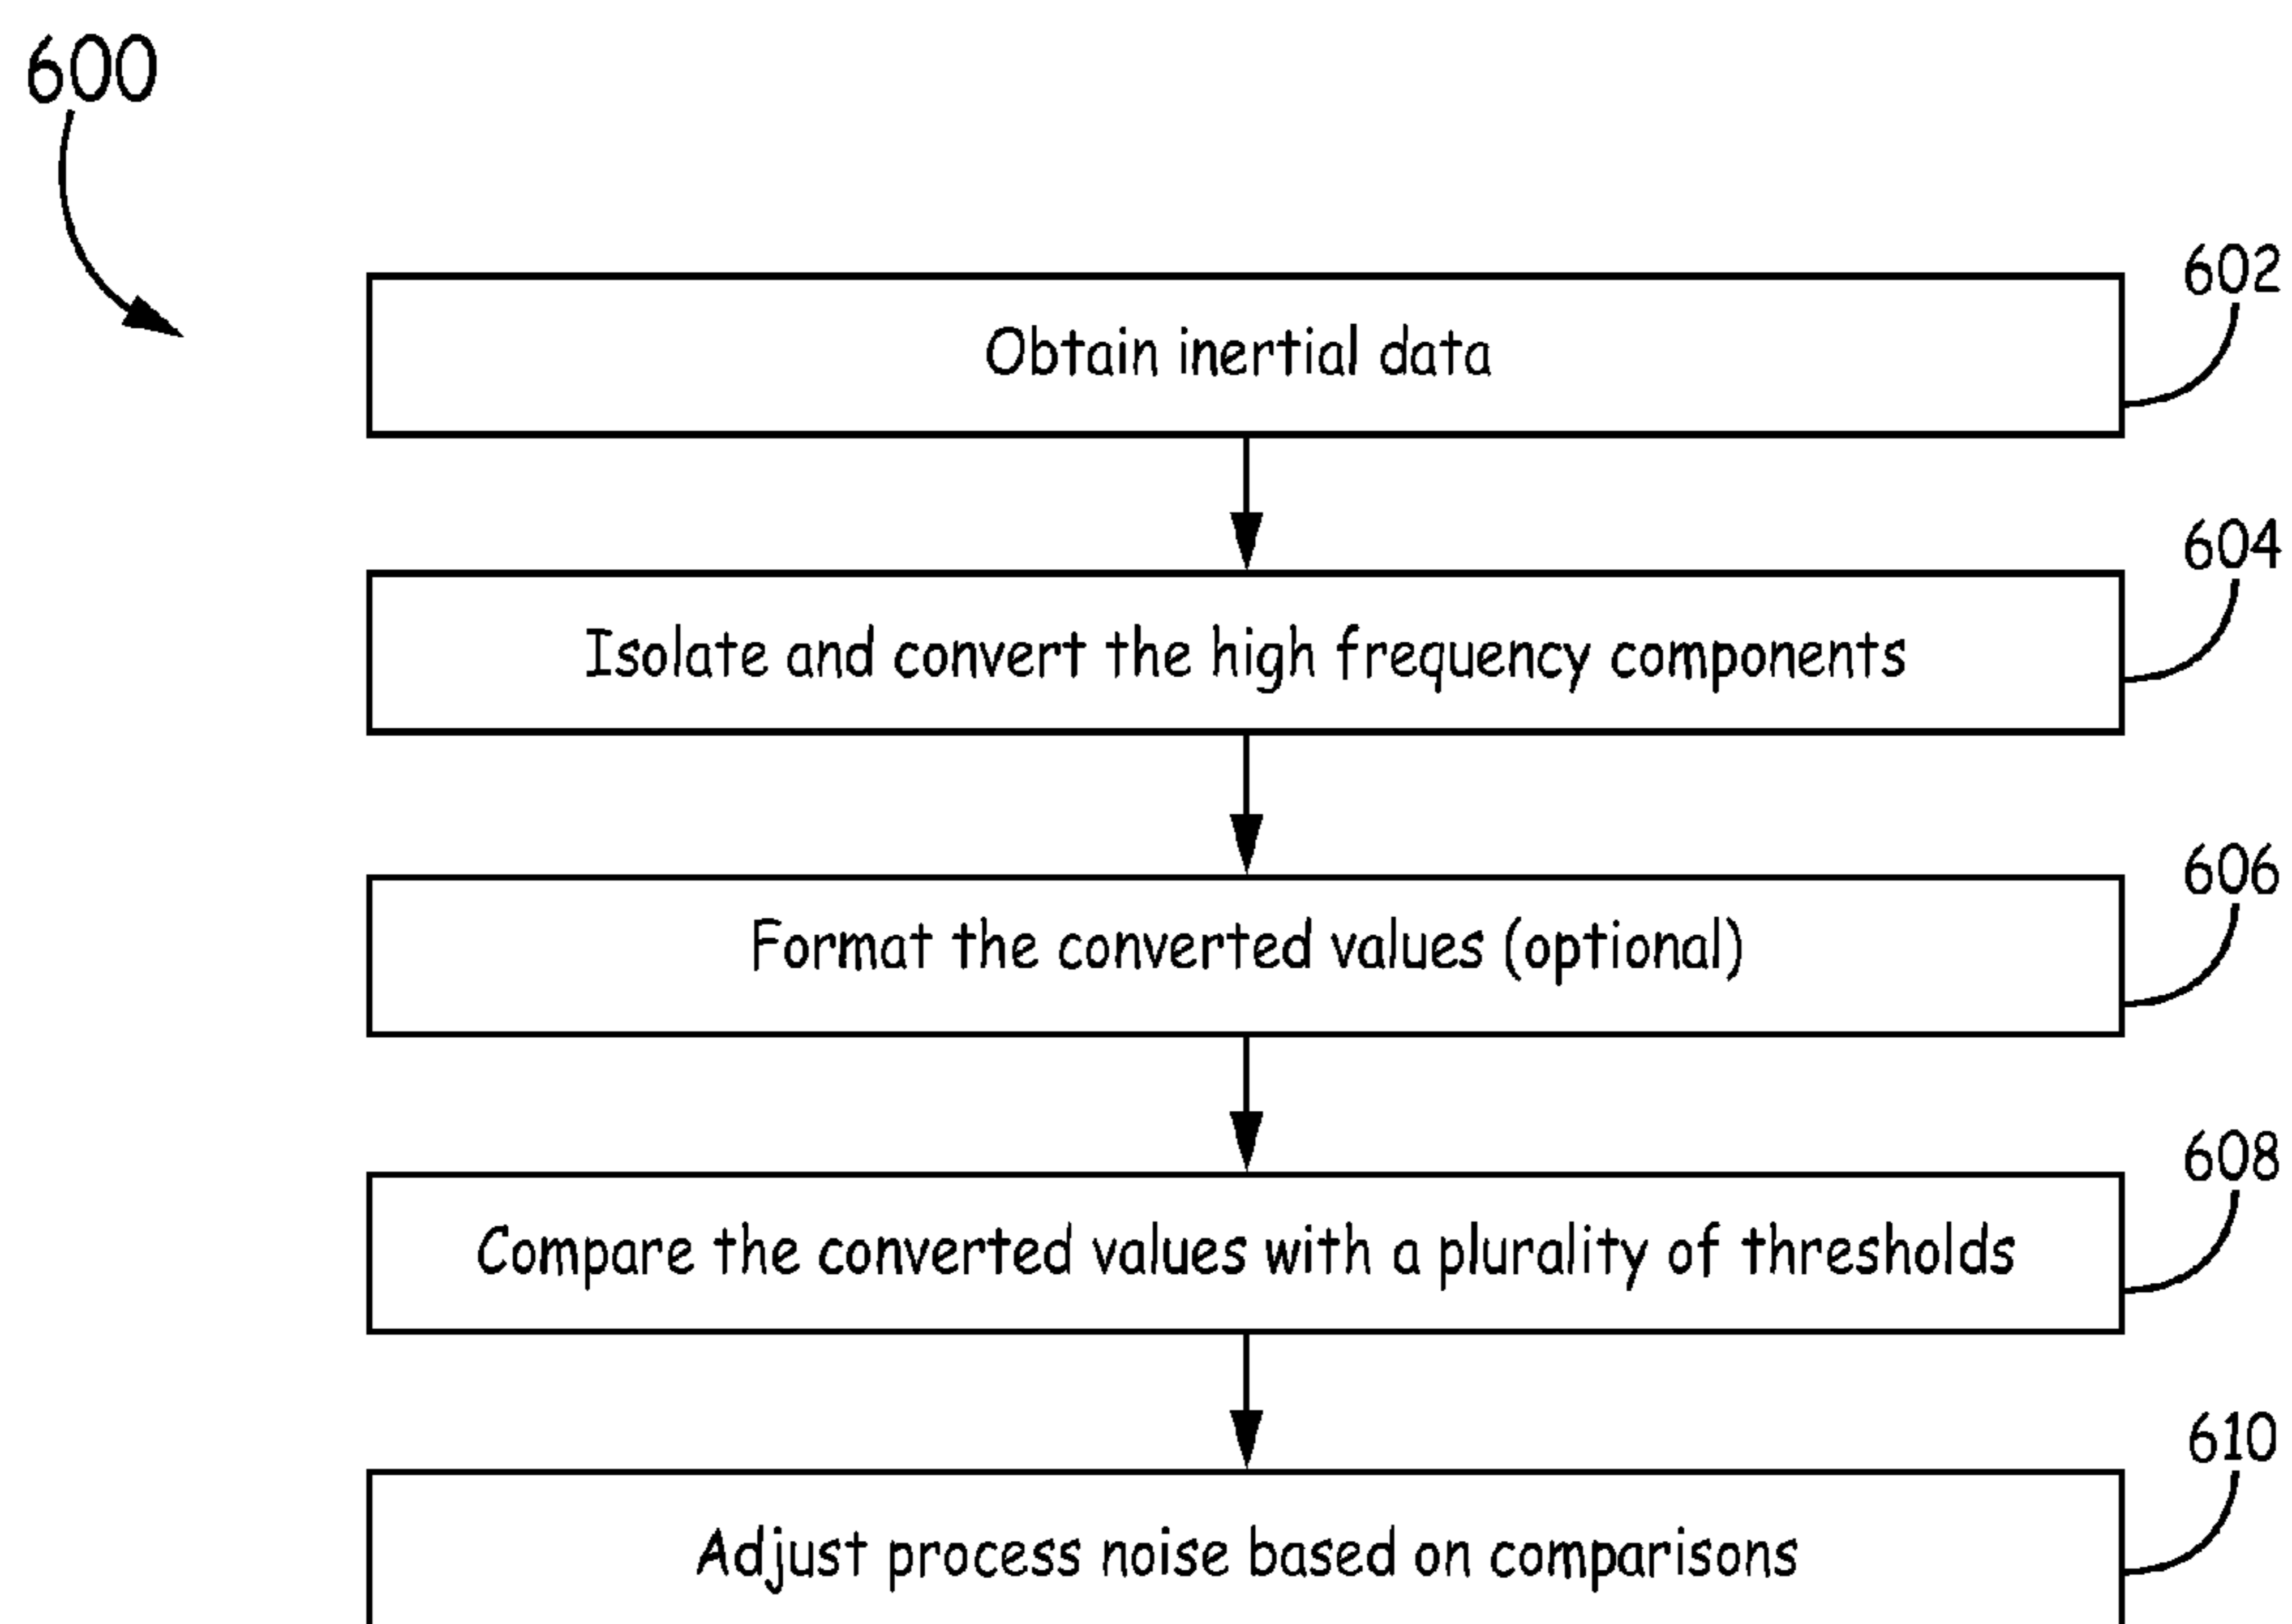 600
602
Obtain inertial data
604
Isolate and convert the high frequency components
606
Format the converted values (optional)
608
Compare the converted values with a plurality of thresholds
610
Adjust process noise based on comparisons